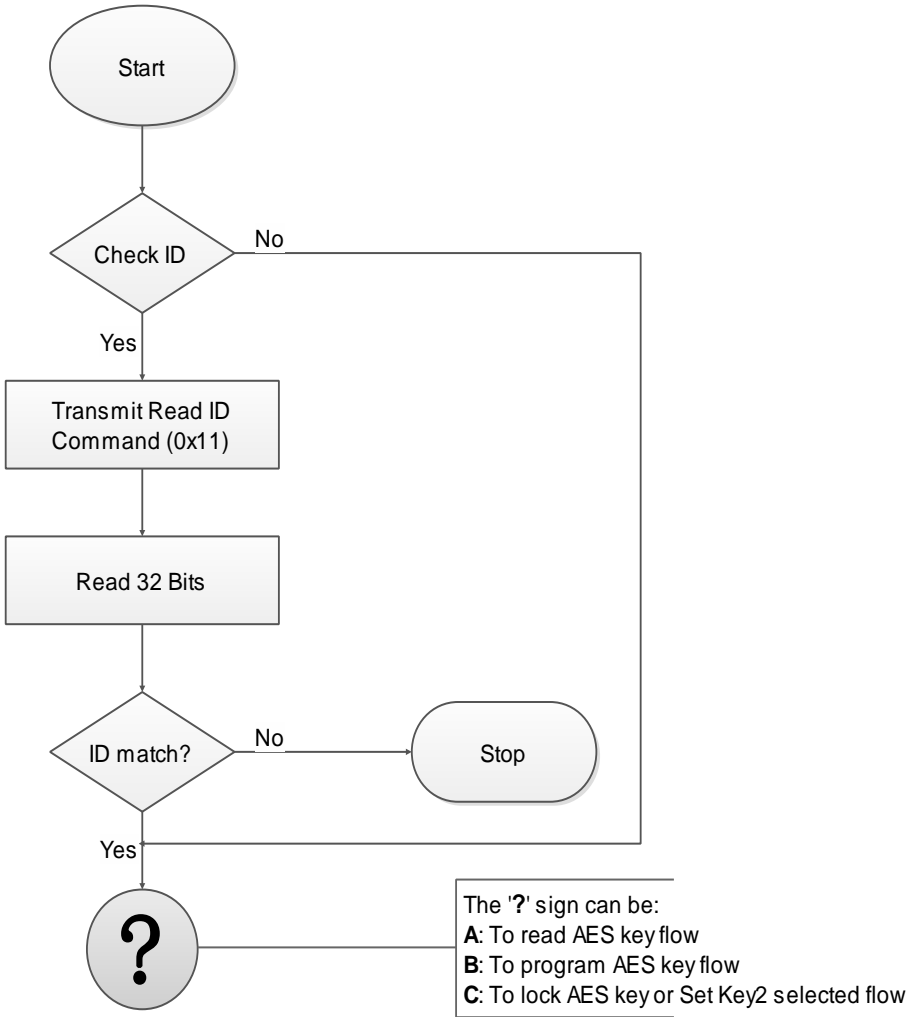 Start
Check ID
No
Yes
Transmit Read ID
Command (0x11)
Read 32 Bits
ID match?
No
Stop
Yes
?
The '?' sign can be:
A: To read AES key flow
B: To program AES key flow
C: To lock AES key or Set Key2 selected flow